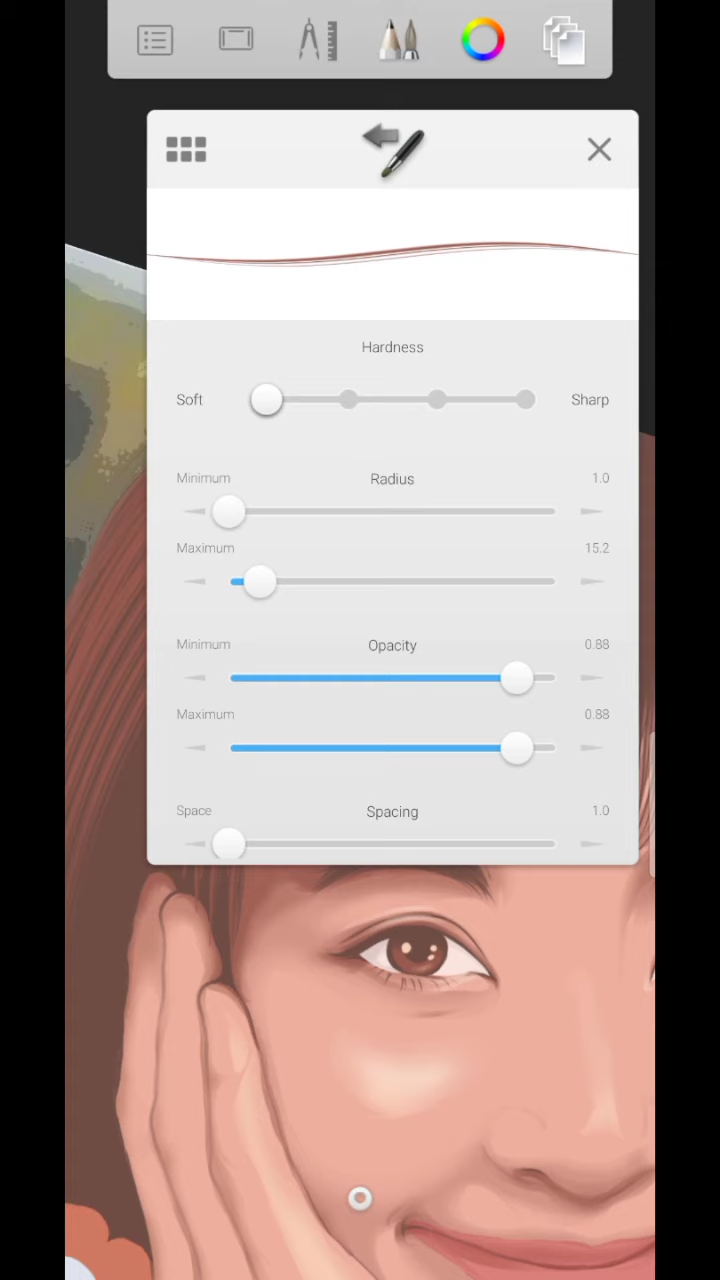 Hardness
Soft Sharp
Minimum Radius 1.0
Maximum 15.2
Minimum Opacity 0.88
Maximum 0.88
Space Spacing 1.0